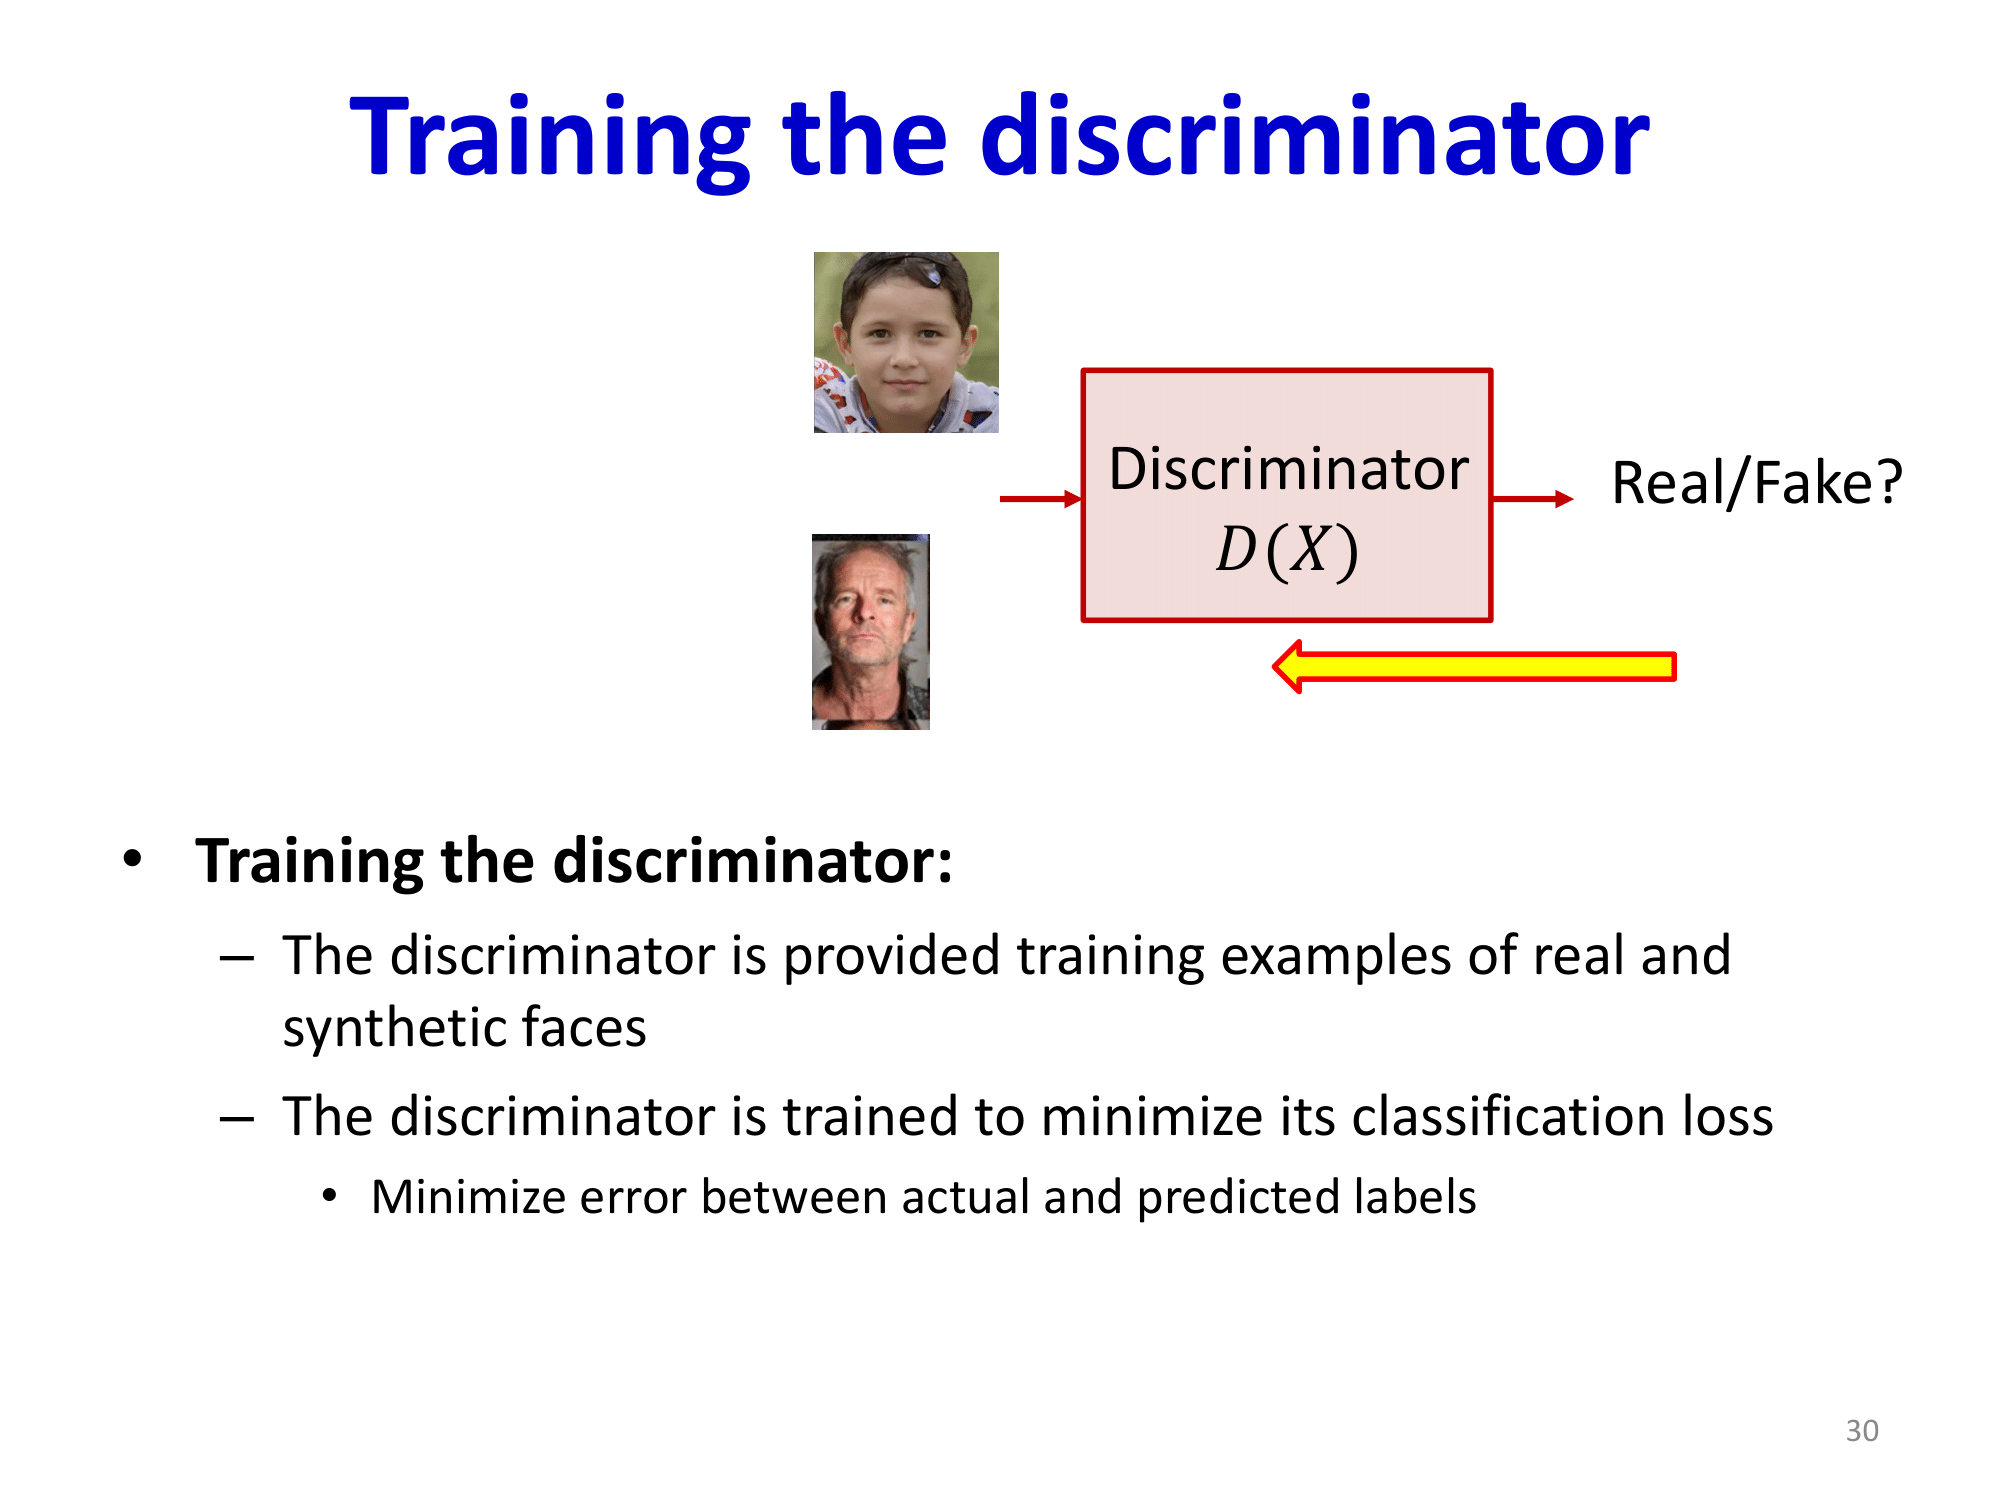 Training the discriminator
Discriminator
D(X)
Real/Fake?
• Training the discriminator:
– The discriminator is provided training examples of real and
synthetic faces
– The discriminator is trained to minimize its classification loss
• Minimize error between actual and predicted labels
30